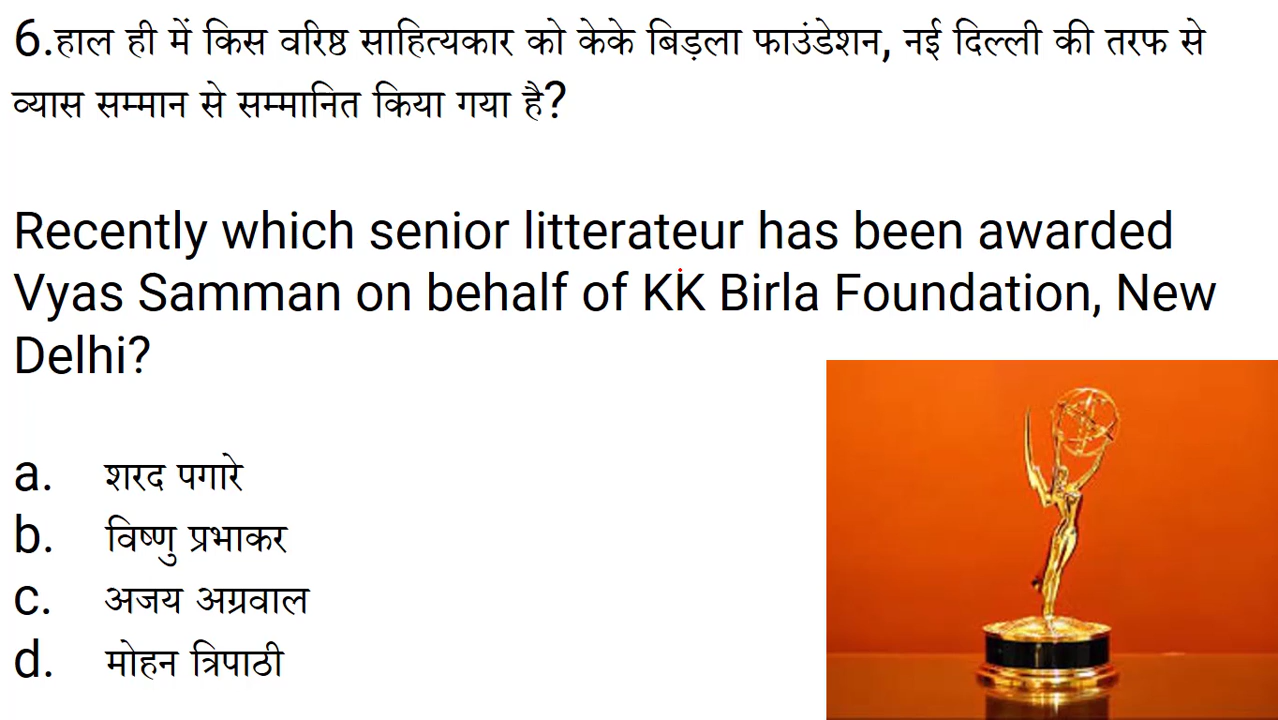 6.हाल ही में किस वरिष्ठ साहित्यकार को केके बिड़ला फाउंडेशन, नई दिल्ली की तरफ से
व्यास सम्मान से सम्मानित किया गया है?
Recently which senior litterateur has been awarded
Vyas Samman on behalf of KK Birla Foundation, New
Delhi?
a. शरद पगारे
b. विष्णु प्रभाकर
c. अजय अग्रवाल
d. मोहन त्रिपाठी